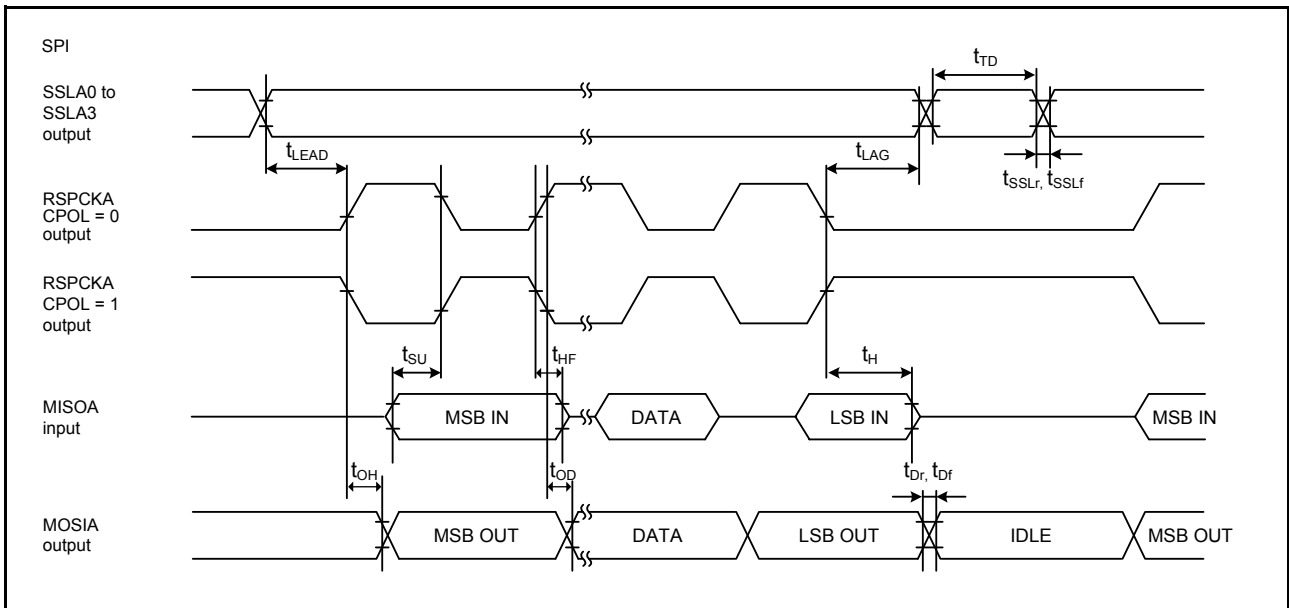 SPI
SSLA0 to
SSLA3
output
tTD
tLEAD
tLAG
tSSLr, tSSLf
RSPCKA
CPOL = 0
output
RSPCKA
CPOL = 1
output
tSU
tHF
tH
MISOA
input
MSB IN
DATA
LSB IN
MSB IN
tOH
tOD
tDr, tDf
MOSIA
output
MSB OUT
DATA
LSB OUT
IDLE
MSB OUT